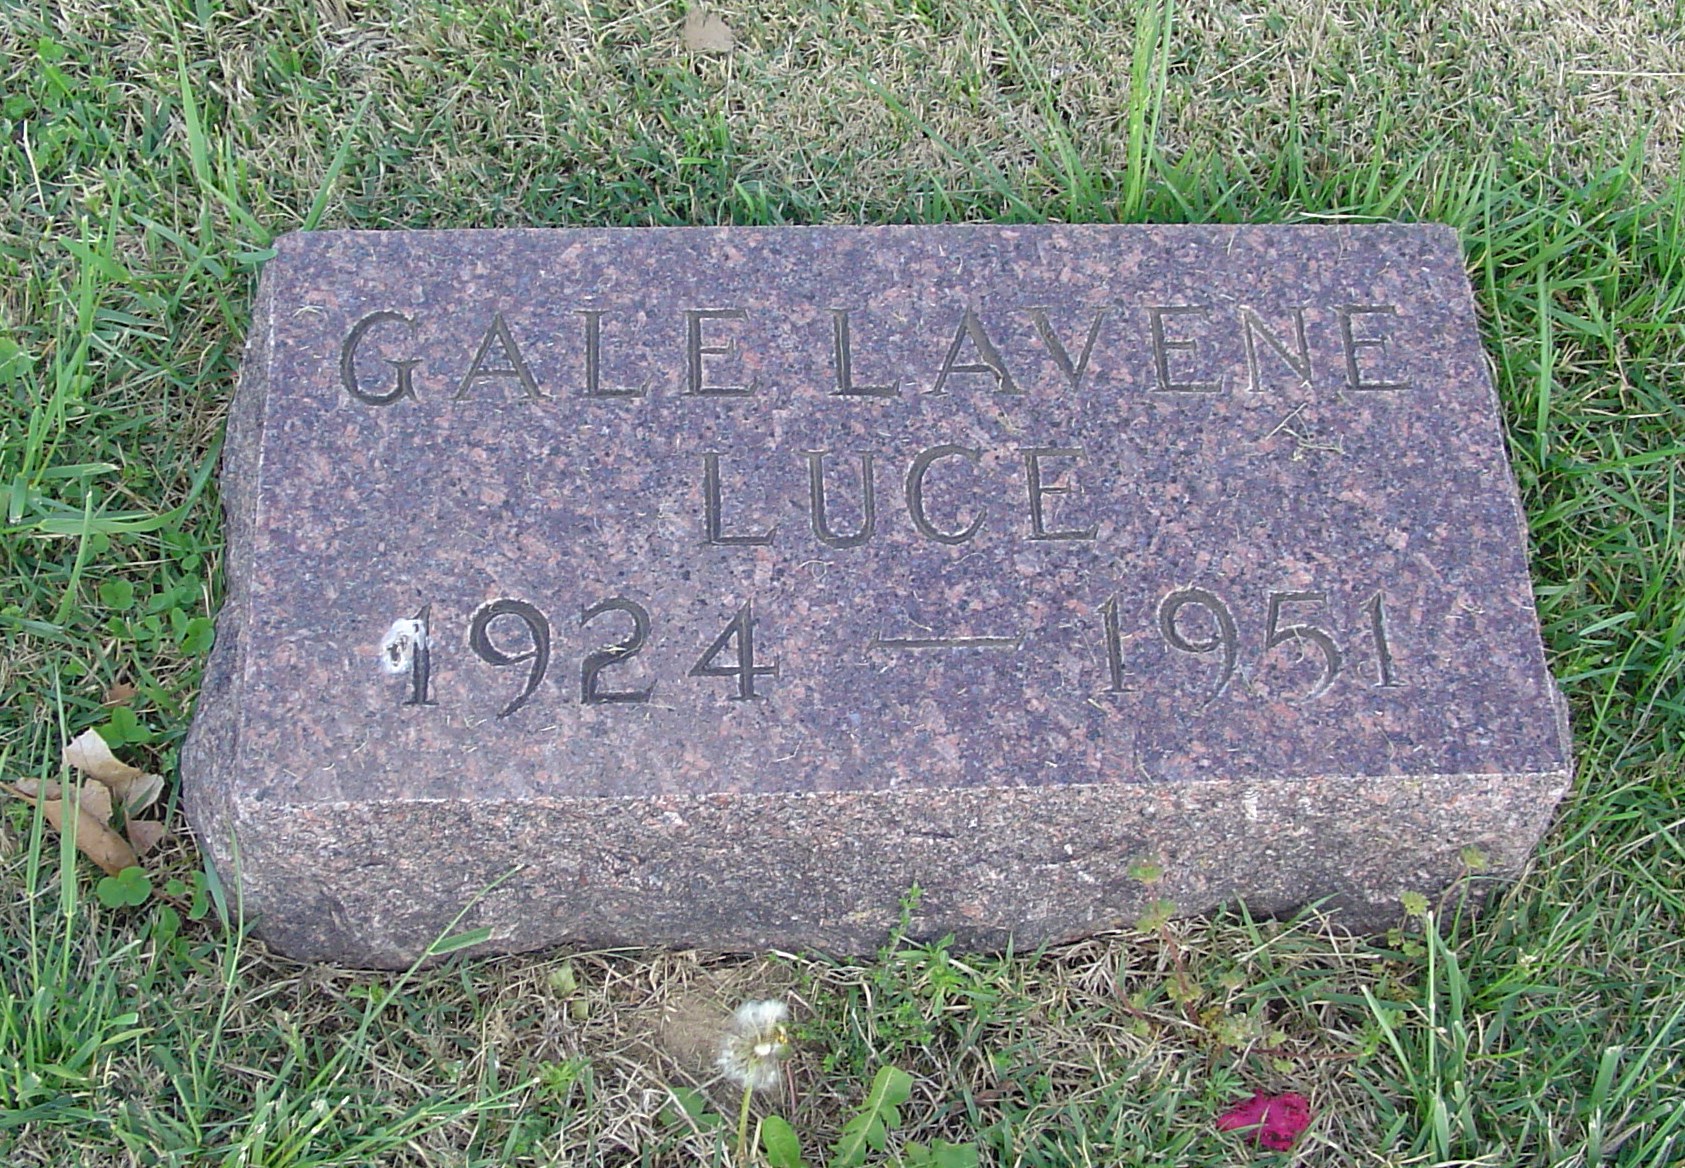 GALE LAVENE
LUCE
1924 — 1951